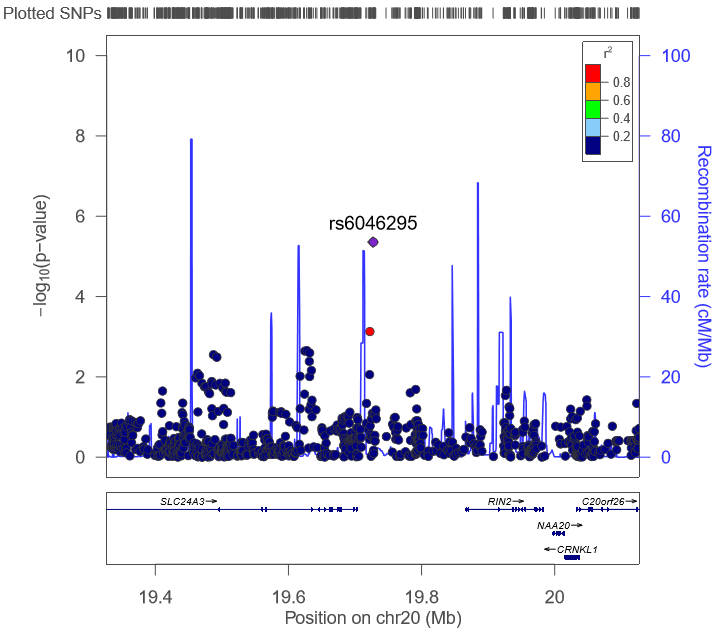 Plotted SNPs
rs6046295
r2
0.8
0.6
0.4
0.2
10
8
6
4
2
0
−log10(p−value)
100
80
60
40
20
0
Recombination rate (cM/Mb)
SLC24A3
RIN2
C20orf26
NAA20
CRNKL1
19.4
19.6
19.8
20
Position on chr20 (Mb)